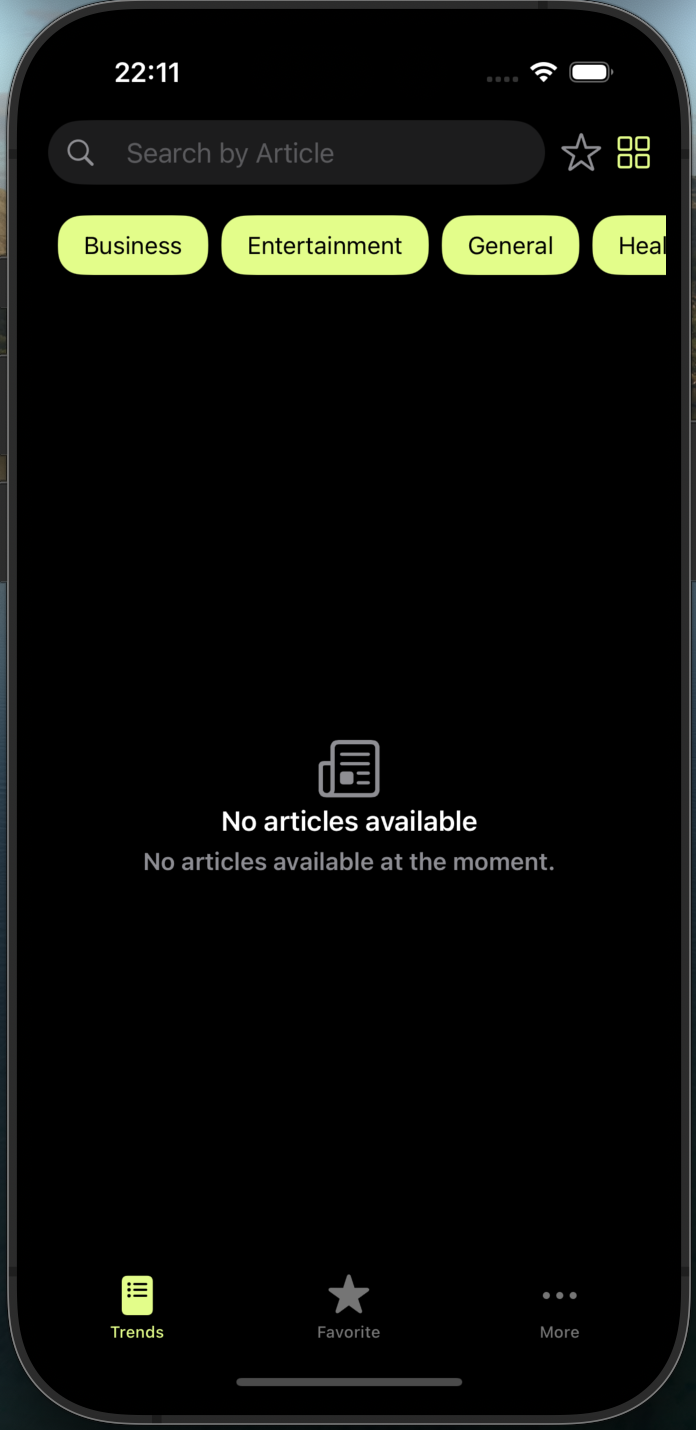 22:11
Search by Article
Business Entertainment General Heal
No articles available
No articles available at the moment.
Trends Favorite More